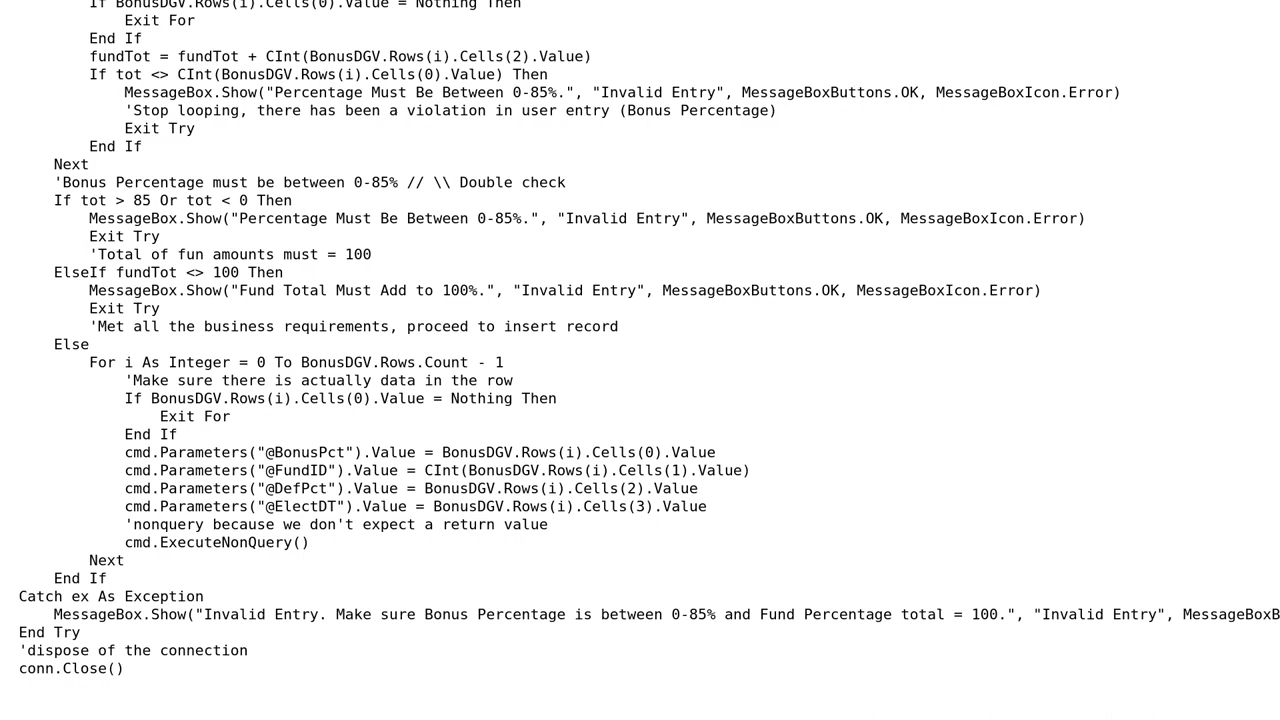 If BonusDGV.Rows(i).Cells(0).Value = Nothing Then
Exit For
End If
fundTot = fundTot + CInt(BonusDGV.Rows(i).Cells(2).Value)
If tot <> CInt(BonusDGV.Rows(i).Cells(0).Value) Then
MessageBox.Show("Percentage Must Be Between 0-85%.", "Invalid Entry", MessageBoxButtons.OK, MessageBoxIcon.Error)
'Stop looping, there has been a violation in user entry (Bonus Percentage)
Exit Try
End If
Next
'Bonus Percentage must be between 0-85% // \\ Double check
If tot > 85 Or tot < 0 Then
MessageBox.Show("Percentage Must Be Between 0-85%.", "Invalid Entry", MessageBoxButtons.OK, MessageBoxIcon.Error)
Exit Try
'Total of fun amounts must = 100
ElseIf fundTot <> 100 Then
MessageBox.Show("Fund Total Must Add to 100%.", "Invalid Entry", MessageBoxButtons.OK, MessageBoxIcon.Error)
Exit Try
'Met all the business requirements, proceed to insert record
Else
For i As Integer = 0 To BonusDGV.Rows.Count - 1
'Make sure there is actually data in the row
If BonusDGV.Rows(i).Cells(0).Value = Nothing Then
Exit For
End If
cmd.Parameters("@BonusPct").Value = BonusDGV.Rows(i).Cells(0).Value
cmd.Parameters("@FundID").Value = CInt(BonusDGV.Rows(i).Cells(1).Value)
cmd.Parameters("@DefPct").Value = BonusDGV.Rows(i).Cells(2).Value
cmd.Parameters("@ElectDT").Value = BonusDGV.Rows(i).Cells(3).Value
'nonquery because we don't expect a return value
cmd.ExecuteNonQuery()
Next
End If
Catch ex As Exception
MessageBox.Show("Invalid Entry. Make sure Bonus Percentage is between 0-85% and Fund Percentage total = 100.", "Invalid Entry", MessageBoxB
End Try
'dispose of the connection
conn.Close()